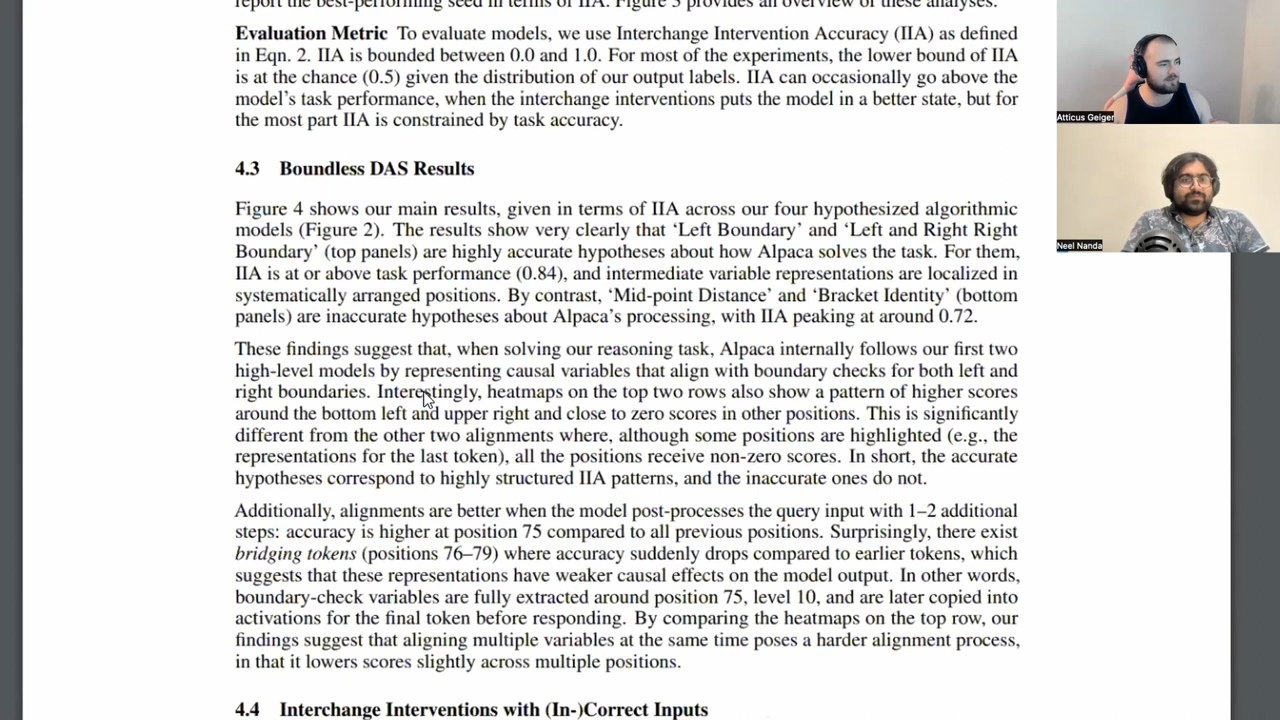 report the best-performing seed in terms of IIA. Figure 3 provides an overview of these analyses.
Evaluation Metric To evaluate models, we use Interchange Intervention Accuracy (IIA) as defined
in Eqn. 2. IIA is bounded between 0.0 and 1.0. For most of the experiments, the lower bound of IIA
is at the chance (0.5) given the distribution of our output labels. IIA can occasionally go above the
model's task performance, when the interchange interventions puts the model in a better state, but for
the most part IIA is constrained by task accuracy.
4.3 Boundless DAS Results
Figure 4 shows our main results, given in terms of IIA across our four hypothesized algorithmic
models (Figure 2). The results show very clearly that ‘Left Boundary’ and ‘Left and Right Right
Boundary’ (top panels) are highly accurate hypotheses about how Alpaca solves the task. For them,
IIA is at or above task performance (0.84), and intermediate variable representations are localized in
systematically arranged positions. By contrast, ‘Mid-point Distance’ and ‘Bracket Identity’ (bottom
panels) are inaccurate hypotheses about Alpaca's processing, with IIA peaking at around 0.72.
These findings suggest that, when solving our reasoning task, Alpaca internally follows our first two
high-level models by representing causal variables that align with boundary checks for both left and
right boundaries. Interestingly, heatmaps on the top two rows also show a pattern of higher scores
around the bottom left and upper right and close to zero scores in other positions. This is significantly
different from the other two alignments where, although some positions are highlighted (e.g., the
representations for the last token), all the positions receive non-zero scores. In short, the accurate
hypotheses correspond to highly structured IIA patterns, and the inaccurate ones do not.
Additionally, alignments are better when the model post-processes the query input with 1–2 additional
steps: accuracy is higher at position 75 compared to all previous positions. Surprisingly, there exist
bridging tokens (positions 76–79) where accuracy suddenly drops compared to earlier tokens, which
suggests that these representations have weaker causal effects on the model output. In other words,
boundary-check variables are fully extracted around position 75, level 10, and are later copied into
activations for the final token before responding. By comparing the heatmaps on the top row, our
findings suggest that aligning multiple variables at the same time poses a harder alignment process,
in that it lowers scores slightly across multiple positions.
4.4 Interchange Interventions with (In-)Correct Inputs
Atticus Geiger
Neel Nanda